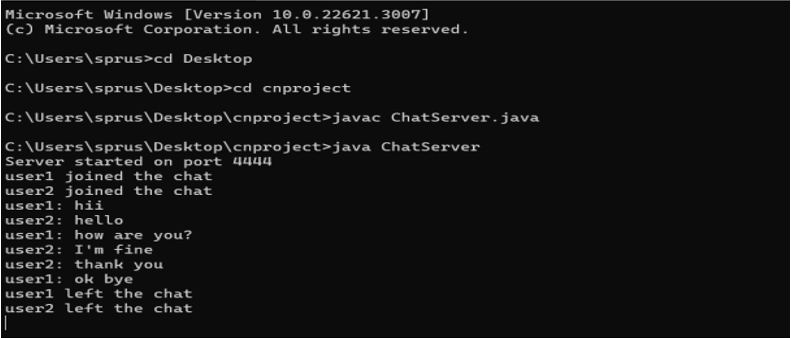 Microsoft Windows [Version 10.0.22621.3007]
(c) Microsoft Corporation. All rights reserved.
C:\Users\sprus>cd Desktop
C:\Users\sprus\Desktop>cd cnproject
C:\Users\sprus\Desktop\cnproject>javac ChatServer.java
C:\Users\sprus\Desktop\cnproject>java ChatServer
Server started on port 4444
user1 joined the chat
user2 joined the chat
user1: hii
user2: hello
user1: how are you?
user2: I'm fine
user2: thank you
user1: ok bye
user1 left the chat
user2 left the chat